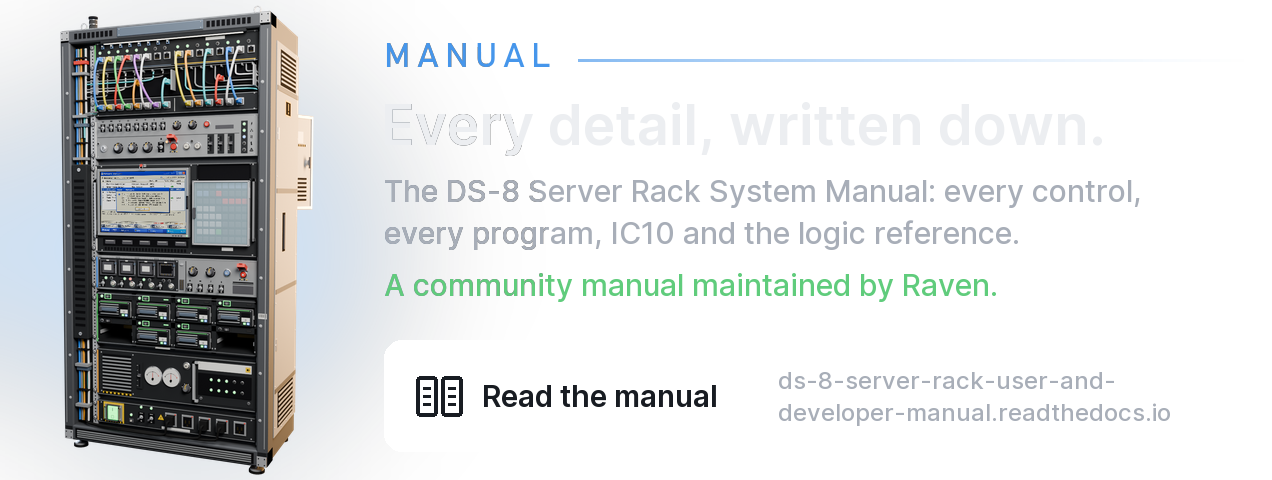 MANUAL
Every detail, written down.
The DS-8 Server Rack System Manual: every control,
every program, IC10 and the logic reference.
A community manual maintained by Raven.
Read the manual
ds-8-server-rack-user-and-
developer-manual.readthedocs.io